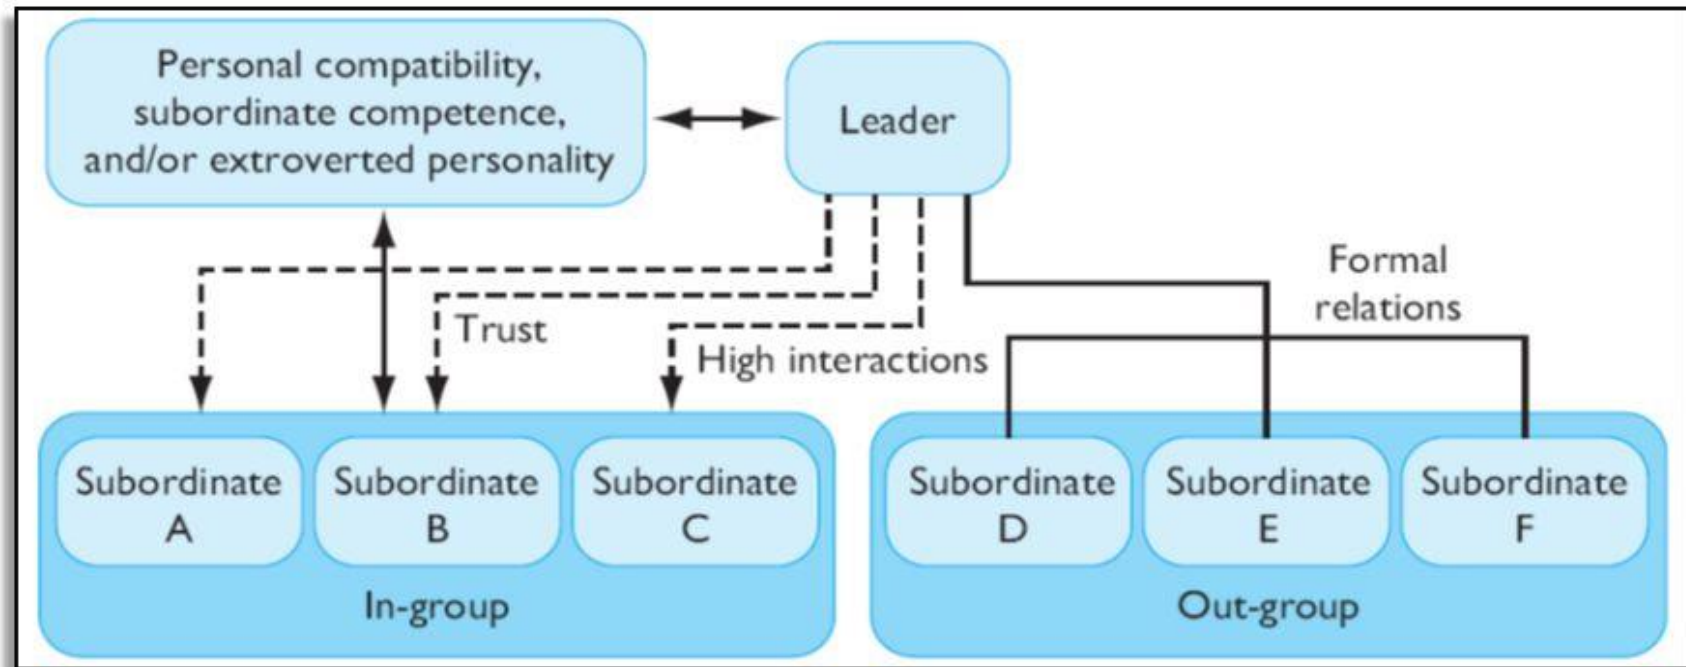 Personal compatibility,
subordinate competence,
and/or extroverted personality
Leader
Formal
relations
Trust
High interactions
Subordinate
A
Subordinate
B
Subordinate
C
In-group
Subordinate
D
Subordinate
E
Subordinate
F
Out-group